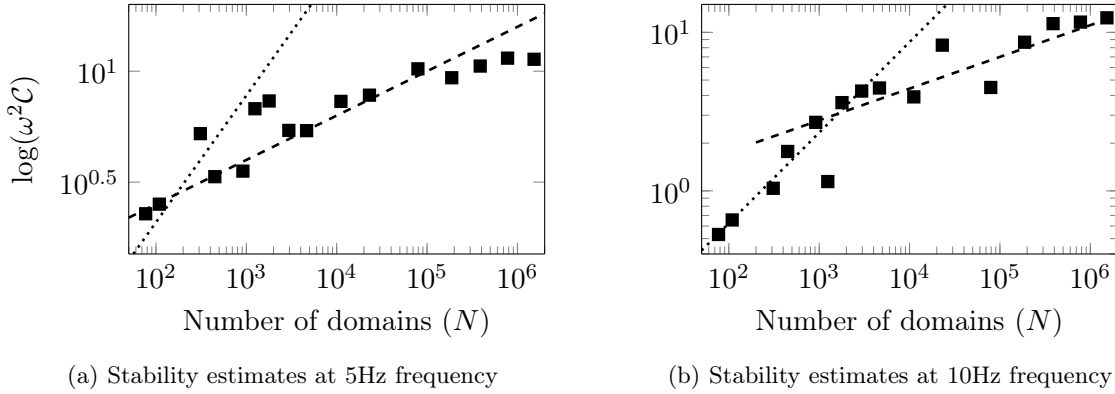 10^1
10^0.5
log(ω²𝒞)
10^2 10^3 10^4 10^5 10^6
Number of domains (N)
(a) Stability estimates at 5Hz frequency
10^1
10^0
10^2 10^3 10^4 10^5 10^6
Number of domains (N)
(b) Stability estimates at 10Hz frequency